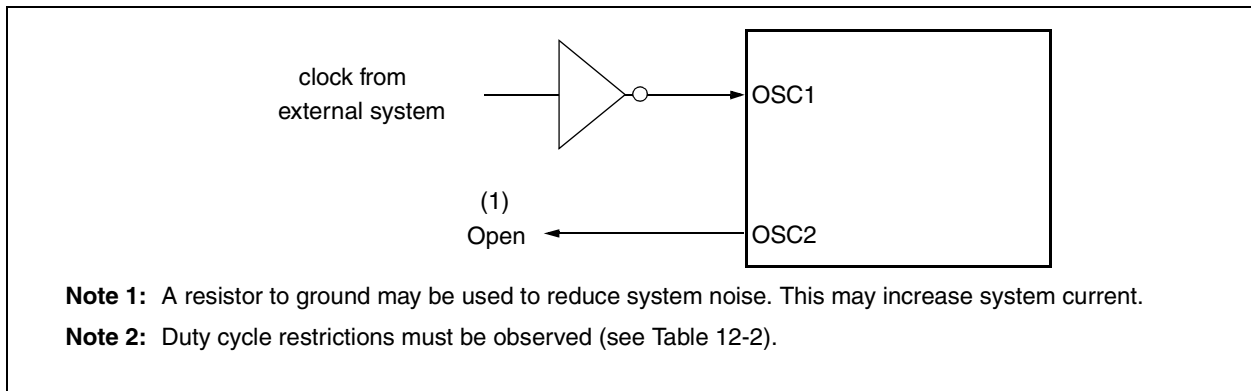 clock from
external system
OSC1
(1)
Open
OSC2
Note 1: A resistor to ground may be used to reduce system noise. This may increase system current.
Note 2: Duty cycle restrictions must be observed (see Table 12-2).